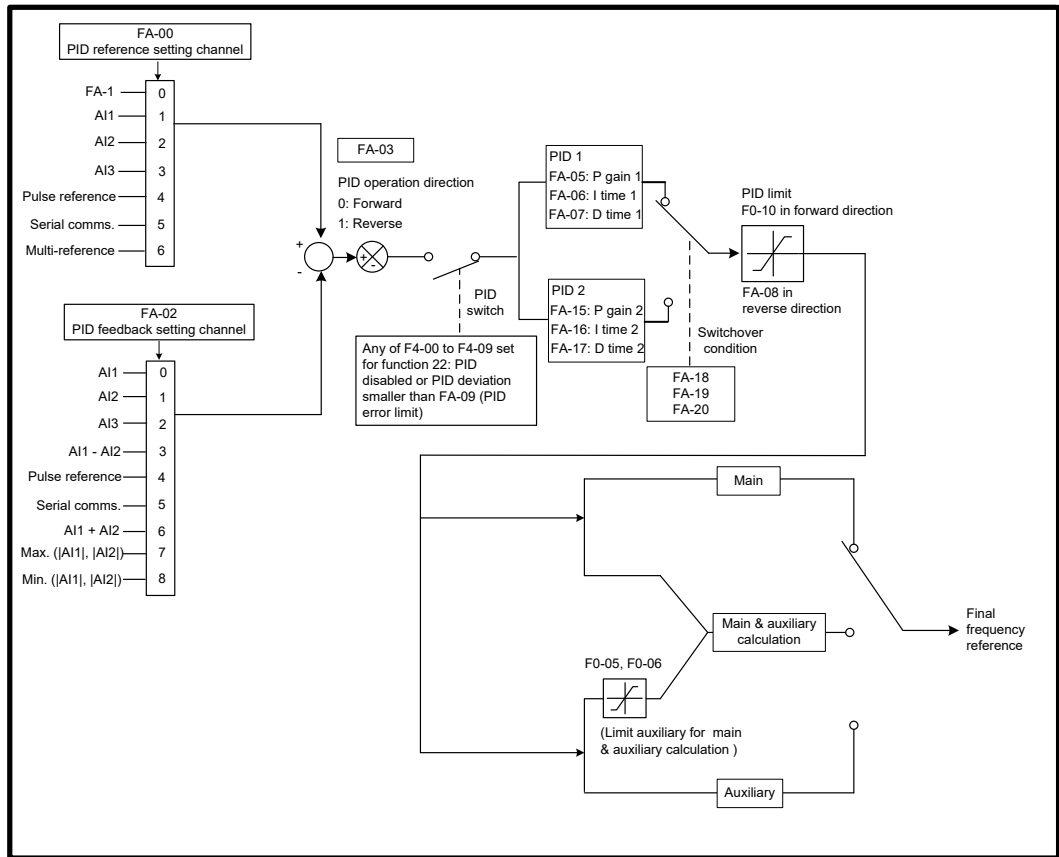 FA-00
PID reference setting channel
FA-1
0
AI1
1
AI2
2
AI3
3
Pulse reference
4
Serial comms.
5
Multi-reference
6
FA-02
PID feedback setting channel
AI1
0
AI2
1
AI3
2
AI1 - AI2
3
Pulse reference
4
Serial comms.
5
AI1 + AI2
6
Max. (|AI1|, |AI2|)
7
Min. (|AI1|, |AI2|)
8
FA-03
PID operation direction
0: Forward
1: Reverse
+
-
+
-
PID
switch
Any of F4-00 to F4-09 set
for function 22: PID
disabled or PID deviation
smaller than FA-09 (PID
error limit)
PID 1
FA-05: P gain 1
FA-06: I time 1
FA-07: D time 1
PID 2
FA-15: P gain 2
FA-16: I time 2
FA-17: D time 2
Switchover
condition
FA-18
FA-19
FA-20
PID limit
F0-10 in forward direction
FA-08 in
reverse direction
Main
Main & auxiliary
calculation
F0-05, F0-06
(Limit auxiliary for main
& auxiliary calculation )
Auxiliary
Final
frequency
reference